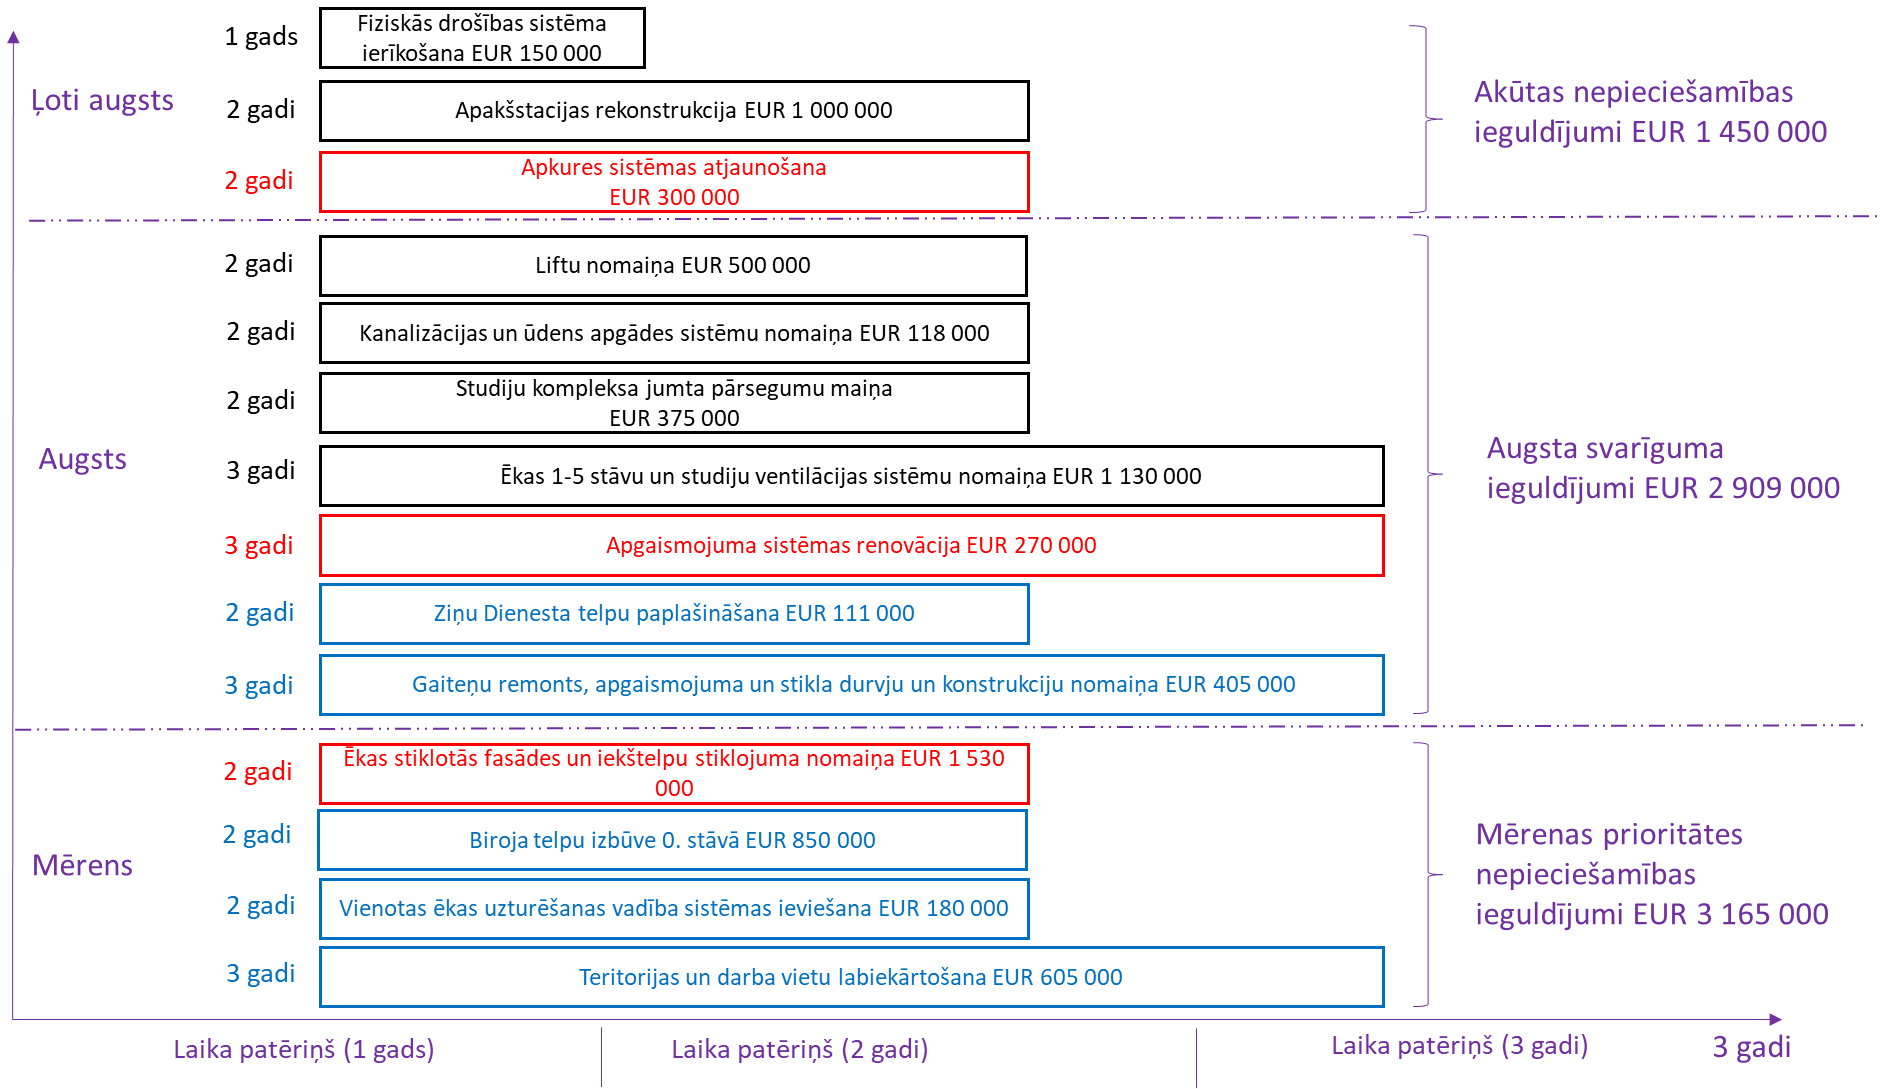 1 gads
Fiziskās drošības sistēma
ierīkošana EUR 150 000
Ļoti augsts
2 gadi
Apakšstacijas rekonstrukcija EUR 1 000 000
Akūtas nepieciešamības
ieguldījumi EUR 1 450 000
2 gadi
Apkures sistēmas atjaunošana
EUR 300 000
2 gadi
Liftu nomaiņa EUR 500 000
2 gadi
Kanalizācijas un ūdens apgādes sistēmu nomaiņa EUR 118 000
2 gadi
Studiju kompleksa jumta pārsegumu maiņa
EUR 375 000
Augsts
3 gadi
Ēkas 1-5 stāvu un studiju ventilācijas sistēmu nomaiņa EUR 1 130 000
Augsta svarīguma
ieguldījumi EUR 2 909 000
3 gadi
Apgaismojuma sistēmas renovācija EUR 270 000
2 gadi
Ziņu Dienesta telpu paplašināšana EUR 111 000
3 gadi
Gaiteņu remonts, apgaismojuma un stikla durvju un konstrukciju nomaiņa EUR 405 000
2 gadi
Ēkas stiklotās fasādes un iekštelpu stiklojuma nomaiņa EUR 1 530
000
2 gadi
Biroja telpu izbūve 0. stāvā EUR 850 000
Mērens
Mērenas prioritātes
nepieciešamības
ieguldījumi EUR 3 165 000
2 gadi
Vienotas ēkas uzturēšanas vadība sistēmas ieviešana EUR 180 000
3 gadi
Teritorijas un darba vietu labiekārtošana EUR 605 000
Laika patēriņš (1 gads)
Laika patēriņš (2 gadi)
Laika patēriņš (3 gadi)
3 gadi